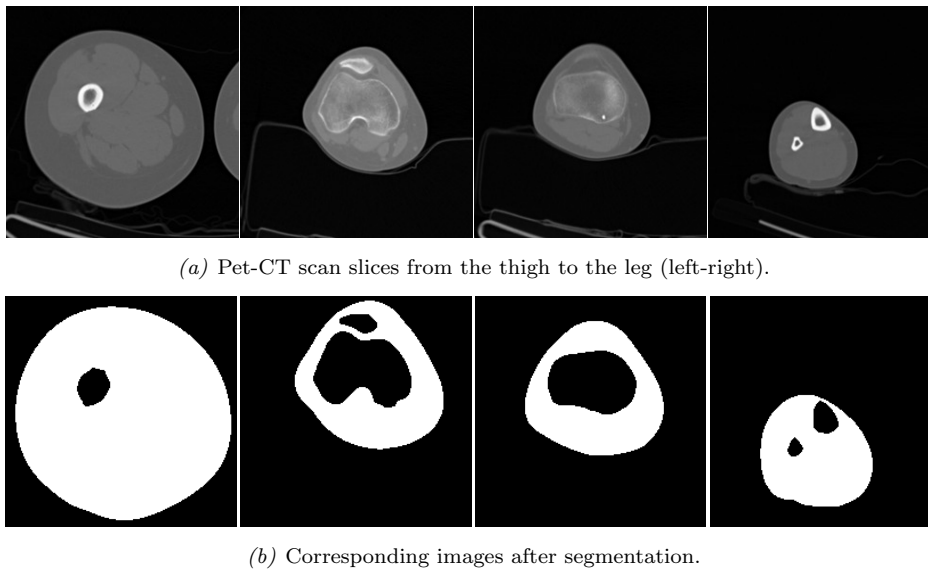 (a) Pet-CT scan slices from the thigh to the leg (left-right).
(b) Corresponding images after segmentation.